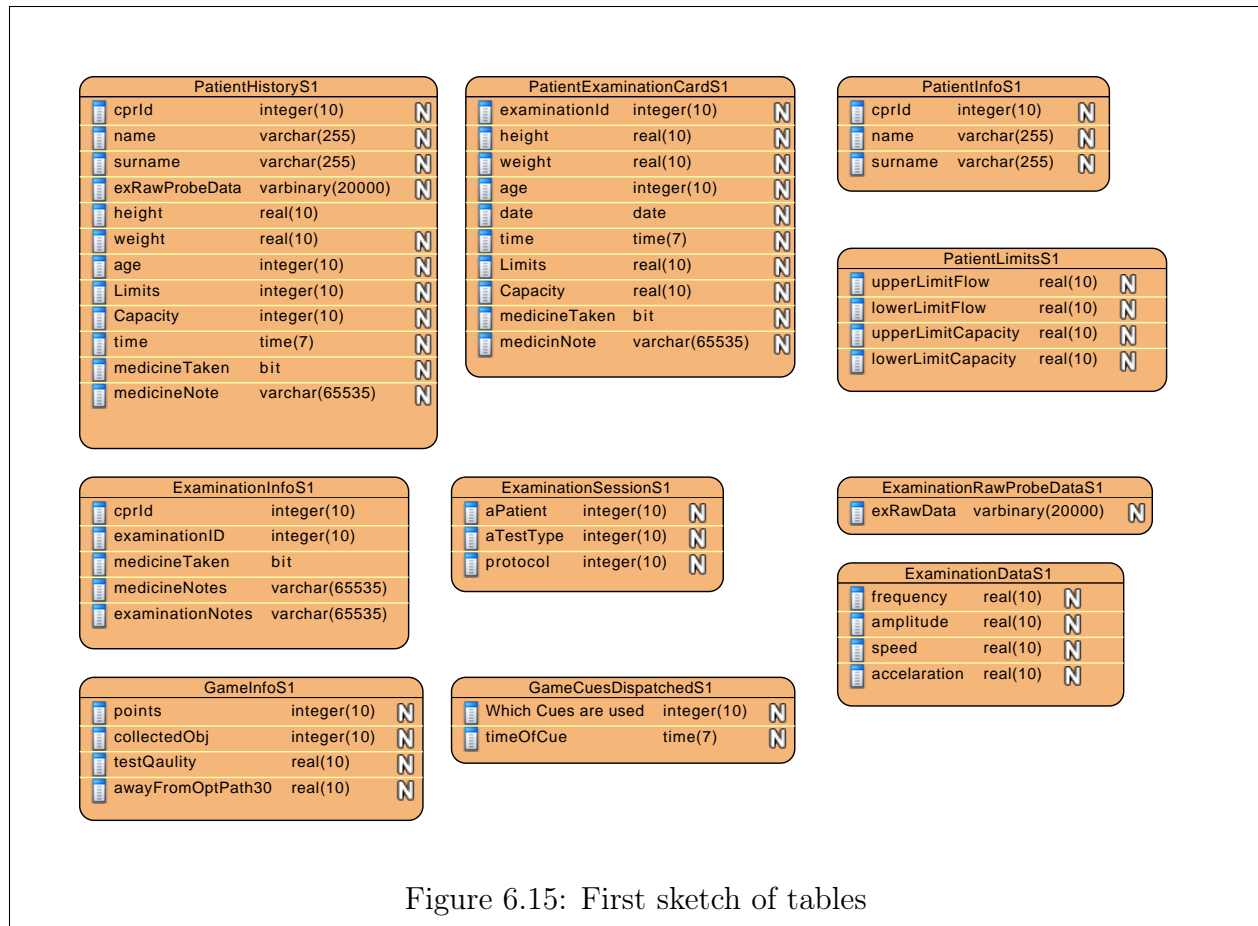 PatientHistoryS1
cprId integer(10) N
name varchar(255) N
surname varchar(255) N
exRawProbeData varbinary(20000) N
height real(10)
weight real(10) N
age integer(10) N
Limits integer(10) N
Capacity integer(10) N
time time(7) N
medicineTaken bit N
medicineNote varchar(65535) N
PatientExaminationCardS1
examinationId integer(10) N
height real(10) N
weight real(10) N
age integer(10) N
date date N
time time(7) N
Limits real(10) N
Capacity real(10) N
medicineTaken bit N
medicinNote varchar(65535) N
PatientInfoS1
cprId integer(10) N
name varchar(255) N
surname varchar(255) N
PatientLimitsS1
upperLimitFlow real(10) N
lowerLimitFlow real(10) N
upperLimitCapacity real(10) N
lowerLimitCapacity real(10) N
ExaminationInfoS1
cprId integer(10)
examinationID integer(10)
medicineTaken bit
medicineNotes varchar(65535)
examinationNotes varchar(65535)
ExaminationSessionS1
aPatient integer(10) N
aTestType integer(10) N
protocol integer(10) N
ExaminationRawProbeDataS1
exRawData varbinary(20000) N
ExaminationDataS1
frequency real(10) N
amplitude real(10) N
speed real(10) N
accelaration real(10) N
GameInfoS1
points integer(10) N
collectedObj integer(10) N
testQaulity real(10) N
awayFromOptPath30 real(10) N
GameCuesDispatchedS1
Which Cues are used integer(10) N
timeOfCue time(7) N
Figure 6.15: First sketch of tables